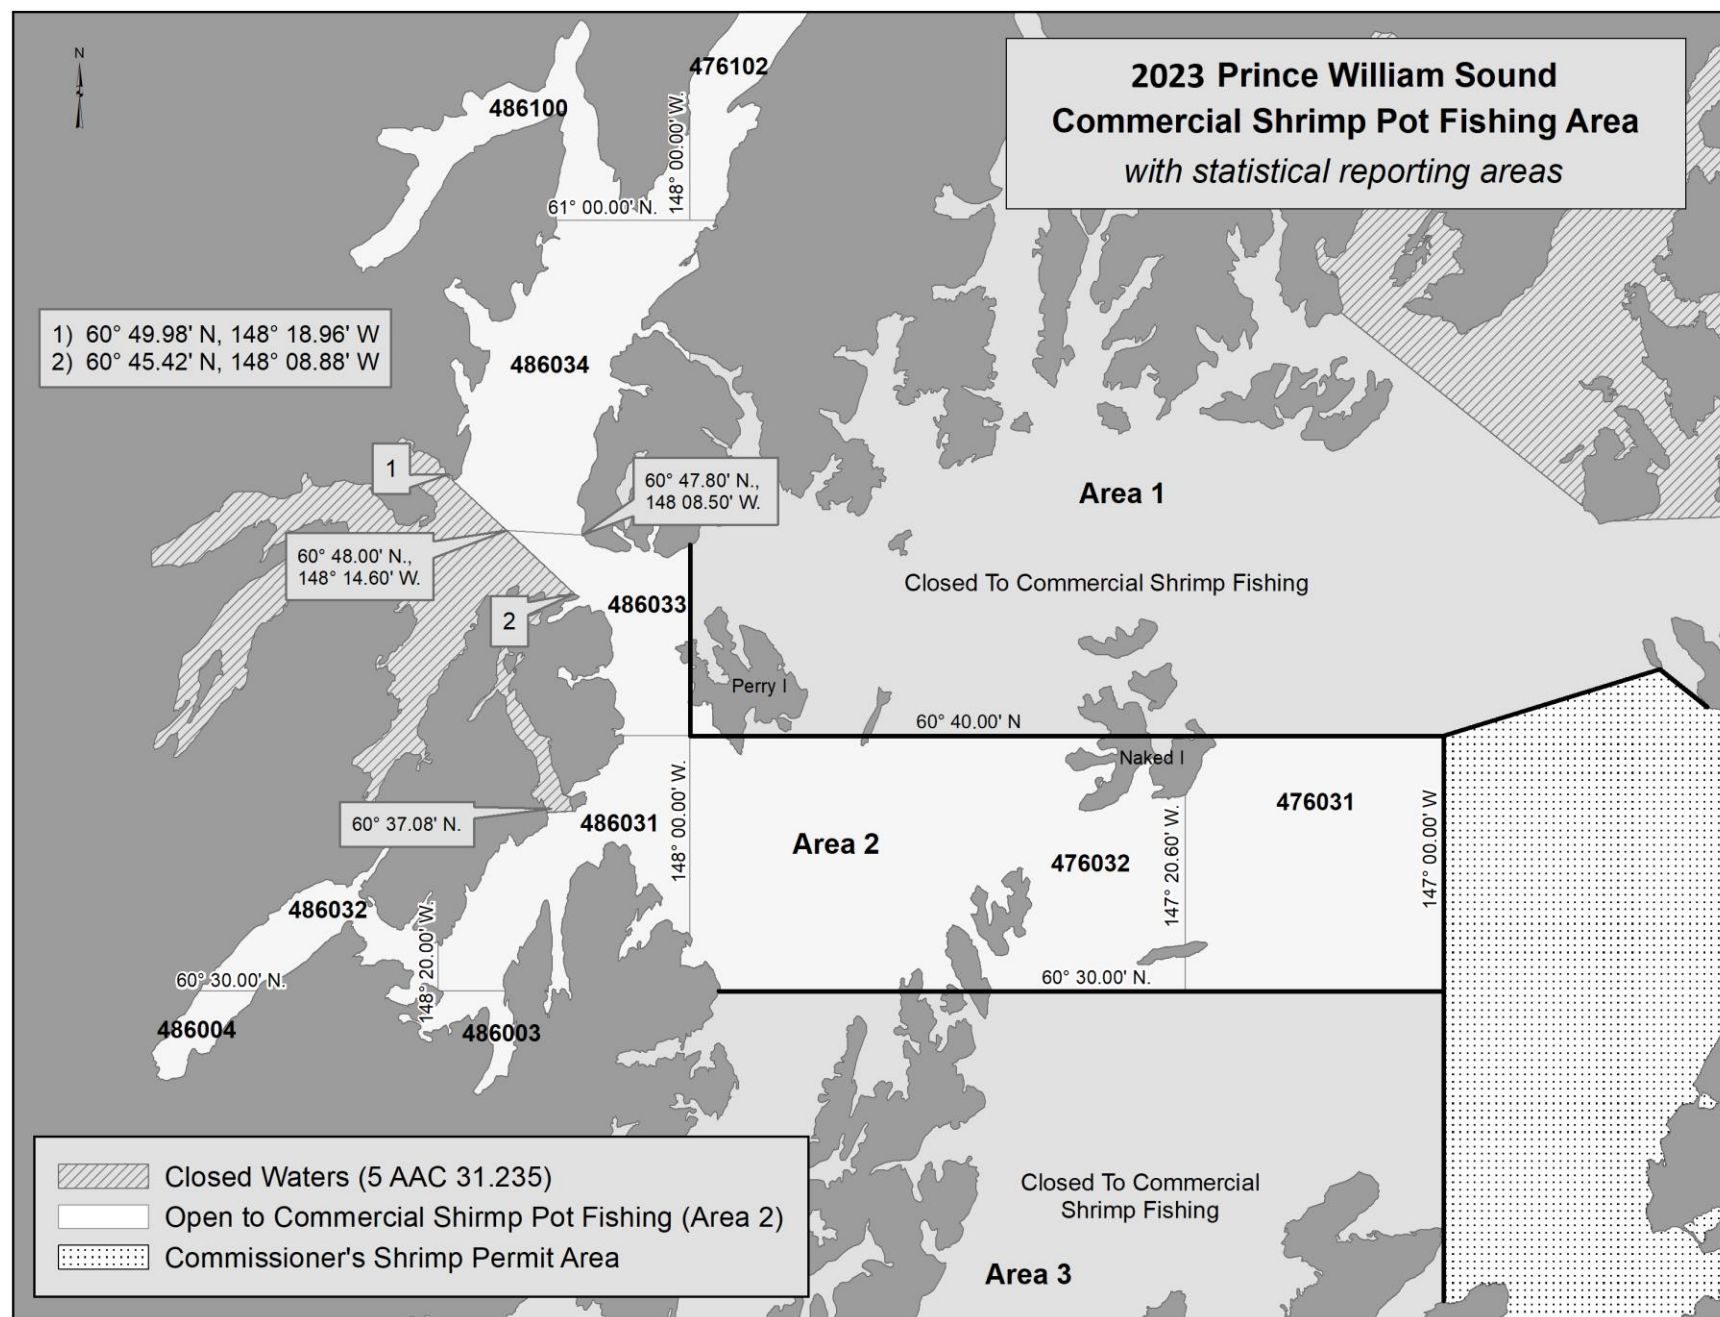 2023 Prince William Sound
Commercial Shrimp Pot Fishing Area
with statistical reporting areas
N
476102
486100
148° 00.00' W.
61° 00.00' N.
1) 60° 49.98' N, 148° 18.96' W
2) 60° 45.42' N, 148° 08.88' W
486034
1
60° 47.80' N.,
148 08.50' W.
Area 1
60° 48.00' N.,
148° 14.60' W.
Closed To Commercial Shrimp Fishing
486033
2
Perry I
60° 40.00' N
Naked I
476031
60° 37.08' N.
486031
148° 00.00' W.
Area 2
476032
147° 20.60' W.
147° 00.00' W
486032
148° 20.00' W.
60° 30.00' N.
60° 30.00' N.
486004
486003
Closed To Commercial
Shrimp Fishing
Area 3
Closed Waters (5 AAC 31.235)
Open to Commercial Shirmp Pot Fishing (Area 2)
Commissioner's Shrimp Permit Area